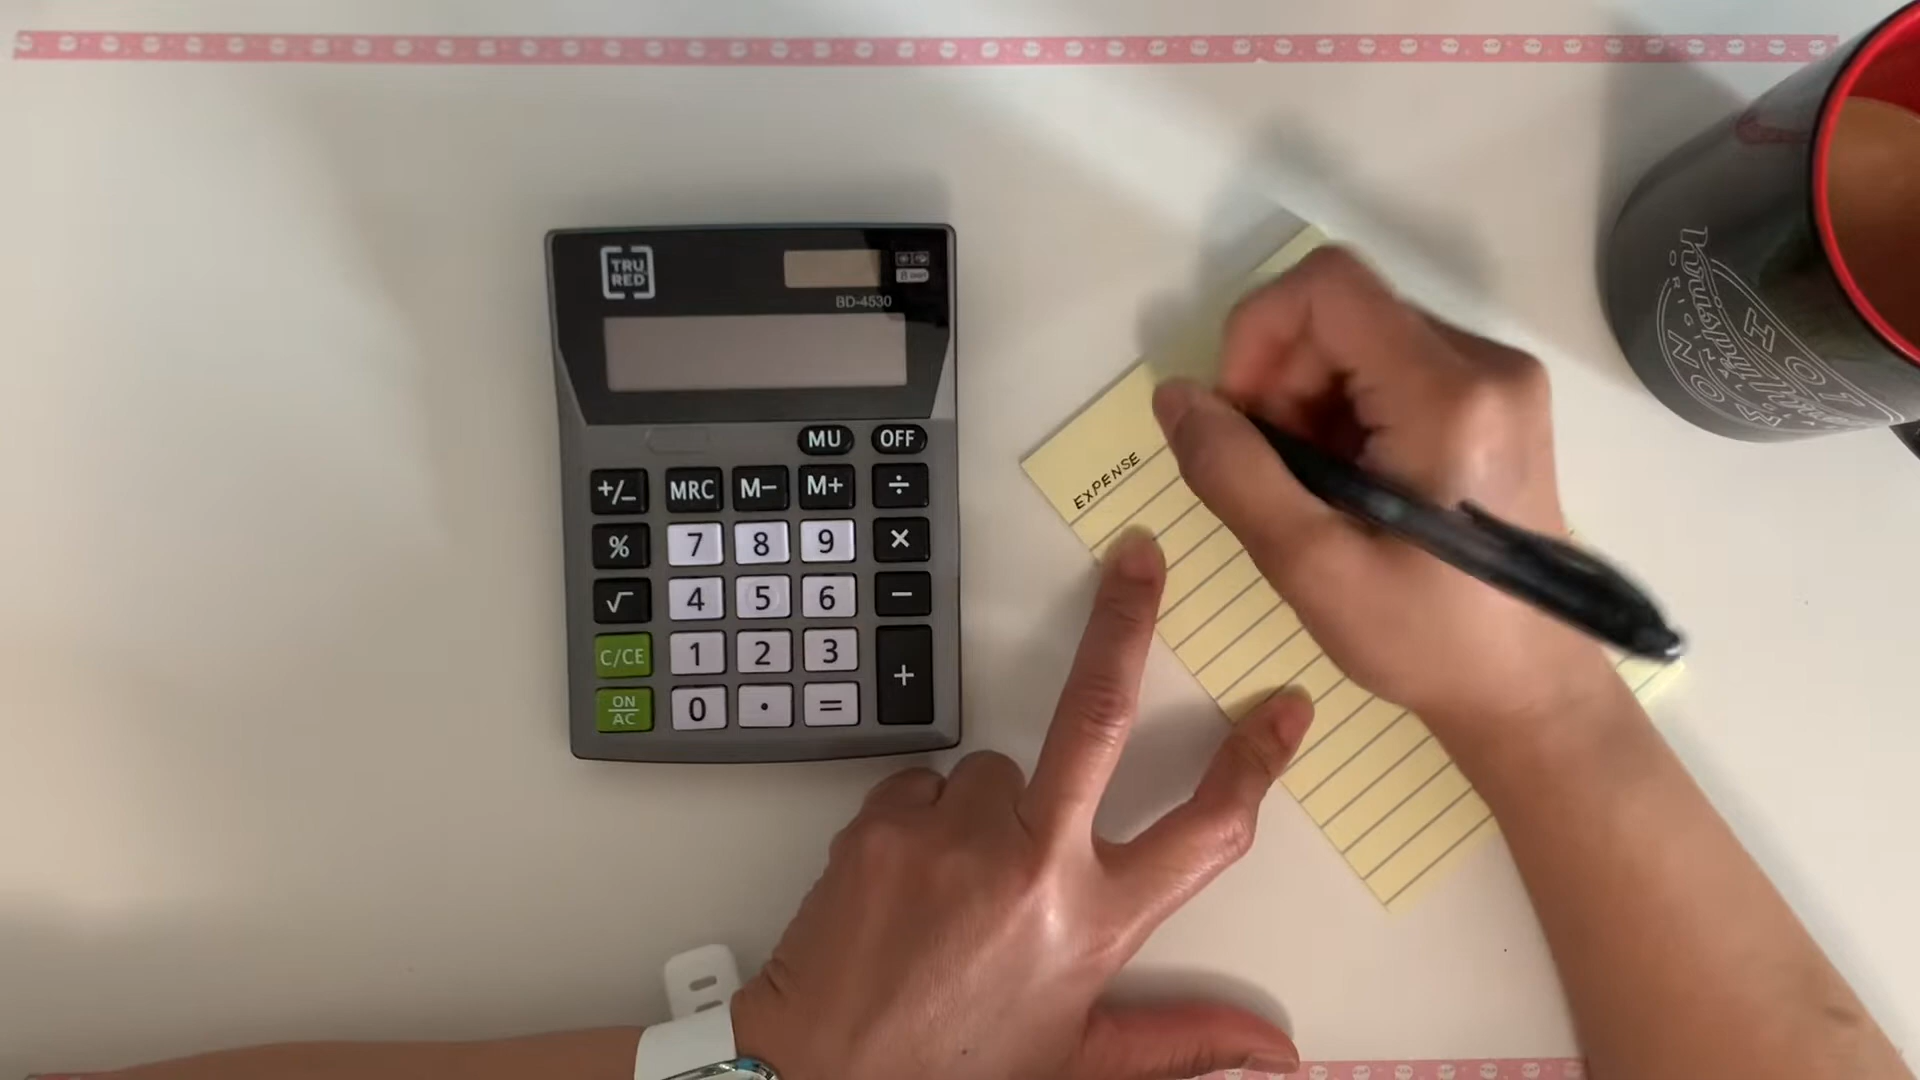 TRU
RED
BD-4530
MU OFF
+/− MRC M− M+ ÷
% 7 8 9 ×
√ 4 5 6 −
C/CE 1 2 3 +
ON
AC 0 . =
EXPENSE